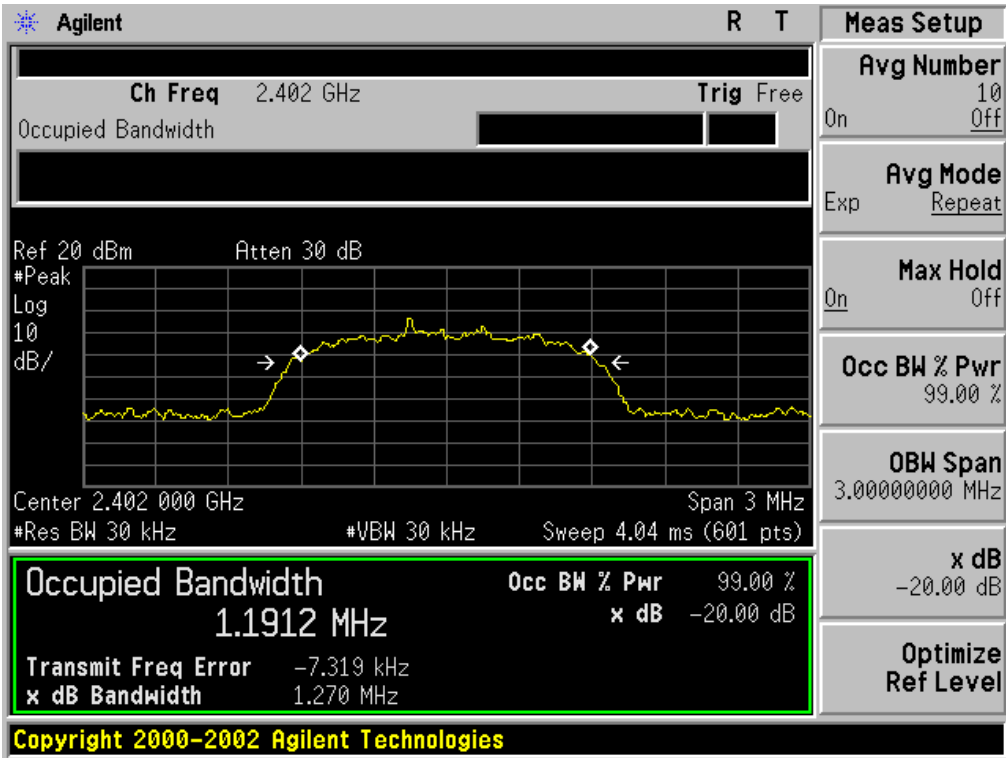 Agilent R T
Ch Freq 2.402 GHz Trig Free
Occupied Bandwidth
Ref 20 dBm Atten 30 dB
#Peak
Log
10
dB/
Center 2.402 000 GHz Span 3 MHz
#Res BW 30 kHz #VBW 30 kHz Sweep 4.04 ms (601 pts)
Occupied Bandwidth Occ BW % Pwr 99.00 %
1.1912 MHz x dB -20.00 dB
Transmit Freq Error -7.319 kHz
x dB Bandwidth 1.270 MHz
Copyright 2000-2002 Agilent Technologies
Meas Setup
Avg Number
10
On Off
Avg Mode
Exp Repeat
Max Hold
On Off
Occ BW % Pwr
99.00 %
OBW Span
3.00000000 MHz
x dB
-20.00 dB
Optimize
Ref Level